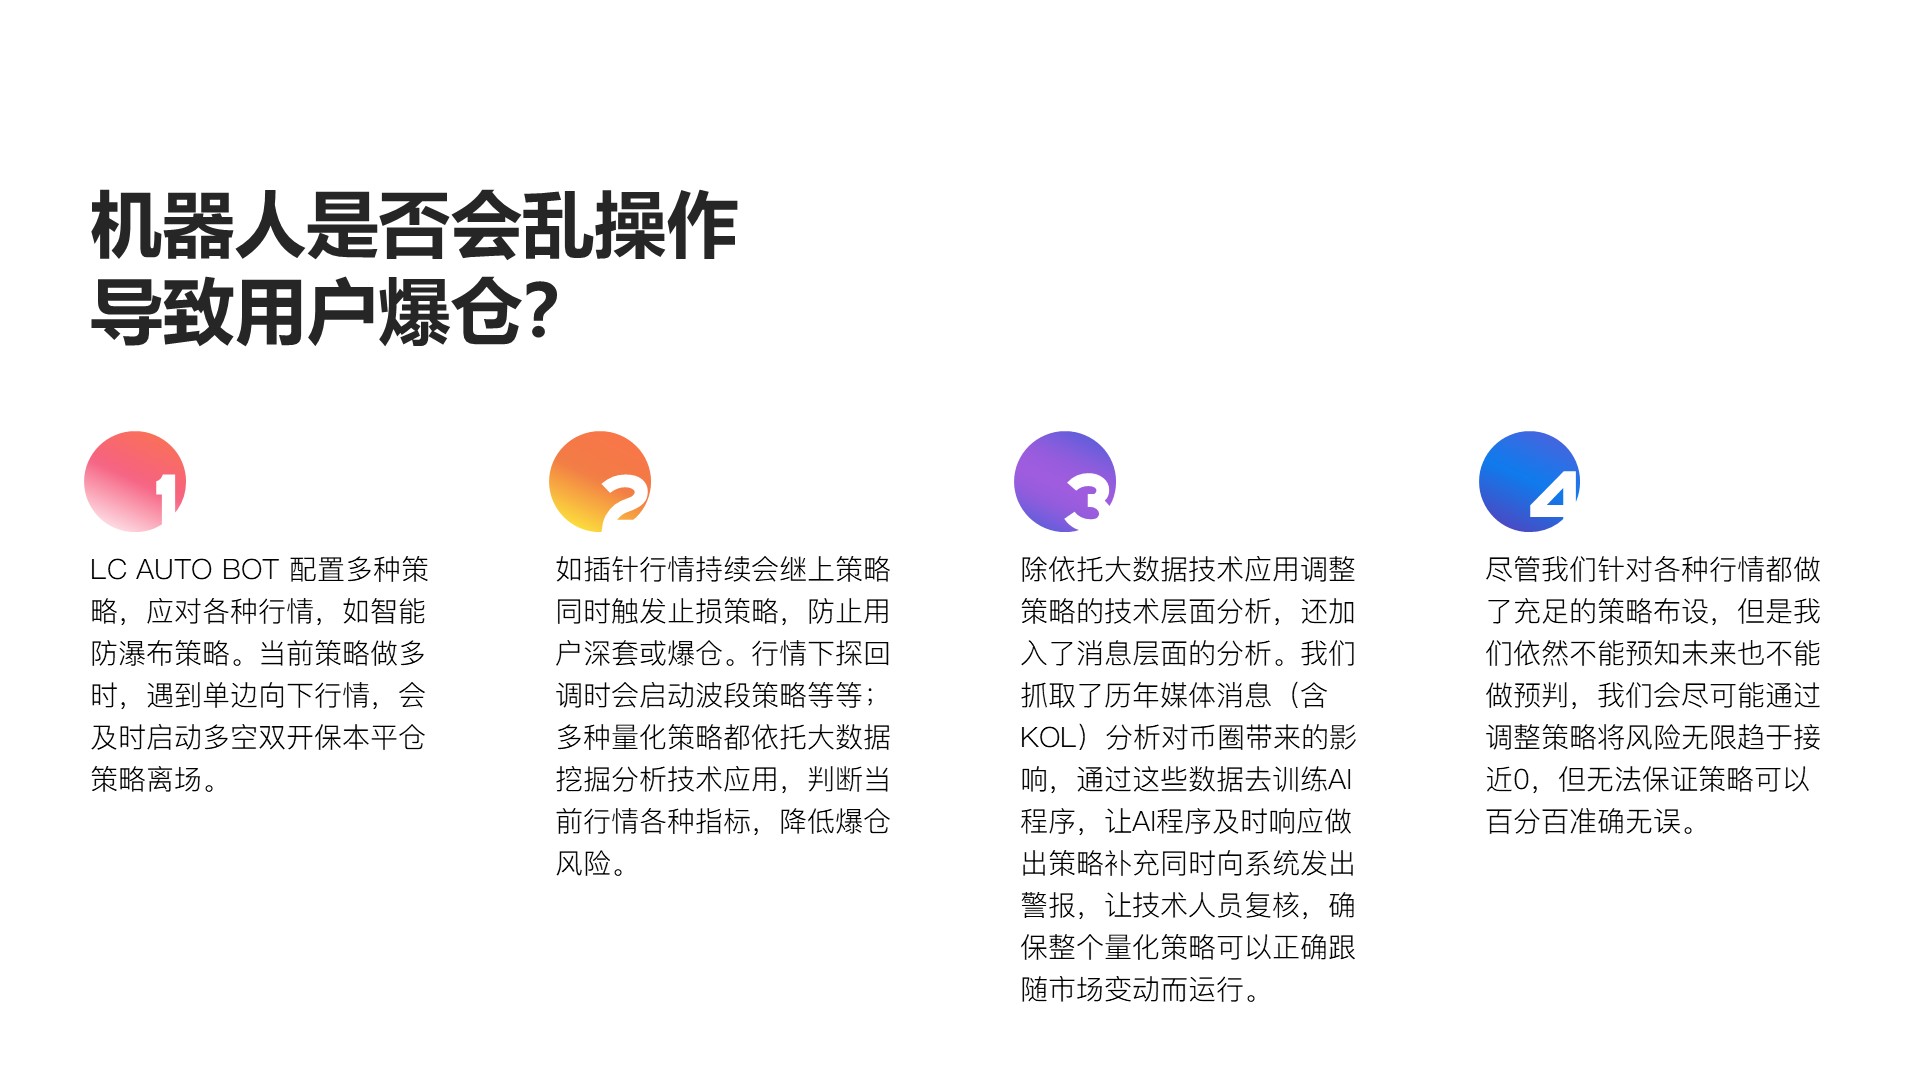 机器人是否会乱操作
导致用户爆仓？
1
LC AUTO BOT 配置多种策
略，应对各种行情，如智能
防瀑布策略。当前策略做多
时，遇到单边向下行情，会
及时启动多空双开保本平仓
策略离场。
2
如插针行情持续会继上策略
同时触发止损策略，防止用
户深套或爆仓。行情下探回
调时会启动波段策略等等；
多种量化策略都依托大数据
挖掘分析技术应用，判断当
前行情各种指标，降低爆仓
风险。
3
除依托大数据技术应用调整
策略的技术层面分析，还加
入了消息层面的分析。我们
抓取了历年媒体消息（含
KOL）分析对币圈带来的影
响，通过这些数据去训练AI
程序，让AI程序及时响应做
出策略补充同时向系统发出
警报，让技术人员复核，确
保整个量化策略可以正确跟
随市场变动而运行。
4
尽管我们针对各种行情都做
了充足的策略布设，但是我
们依然不能预知未来也不能
做预判，我们会尽可能通过
调整策略将风险无限趋于接
近0，但无法保证策略可以
百分百准确无误。